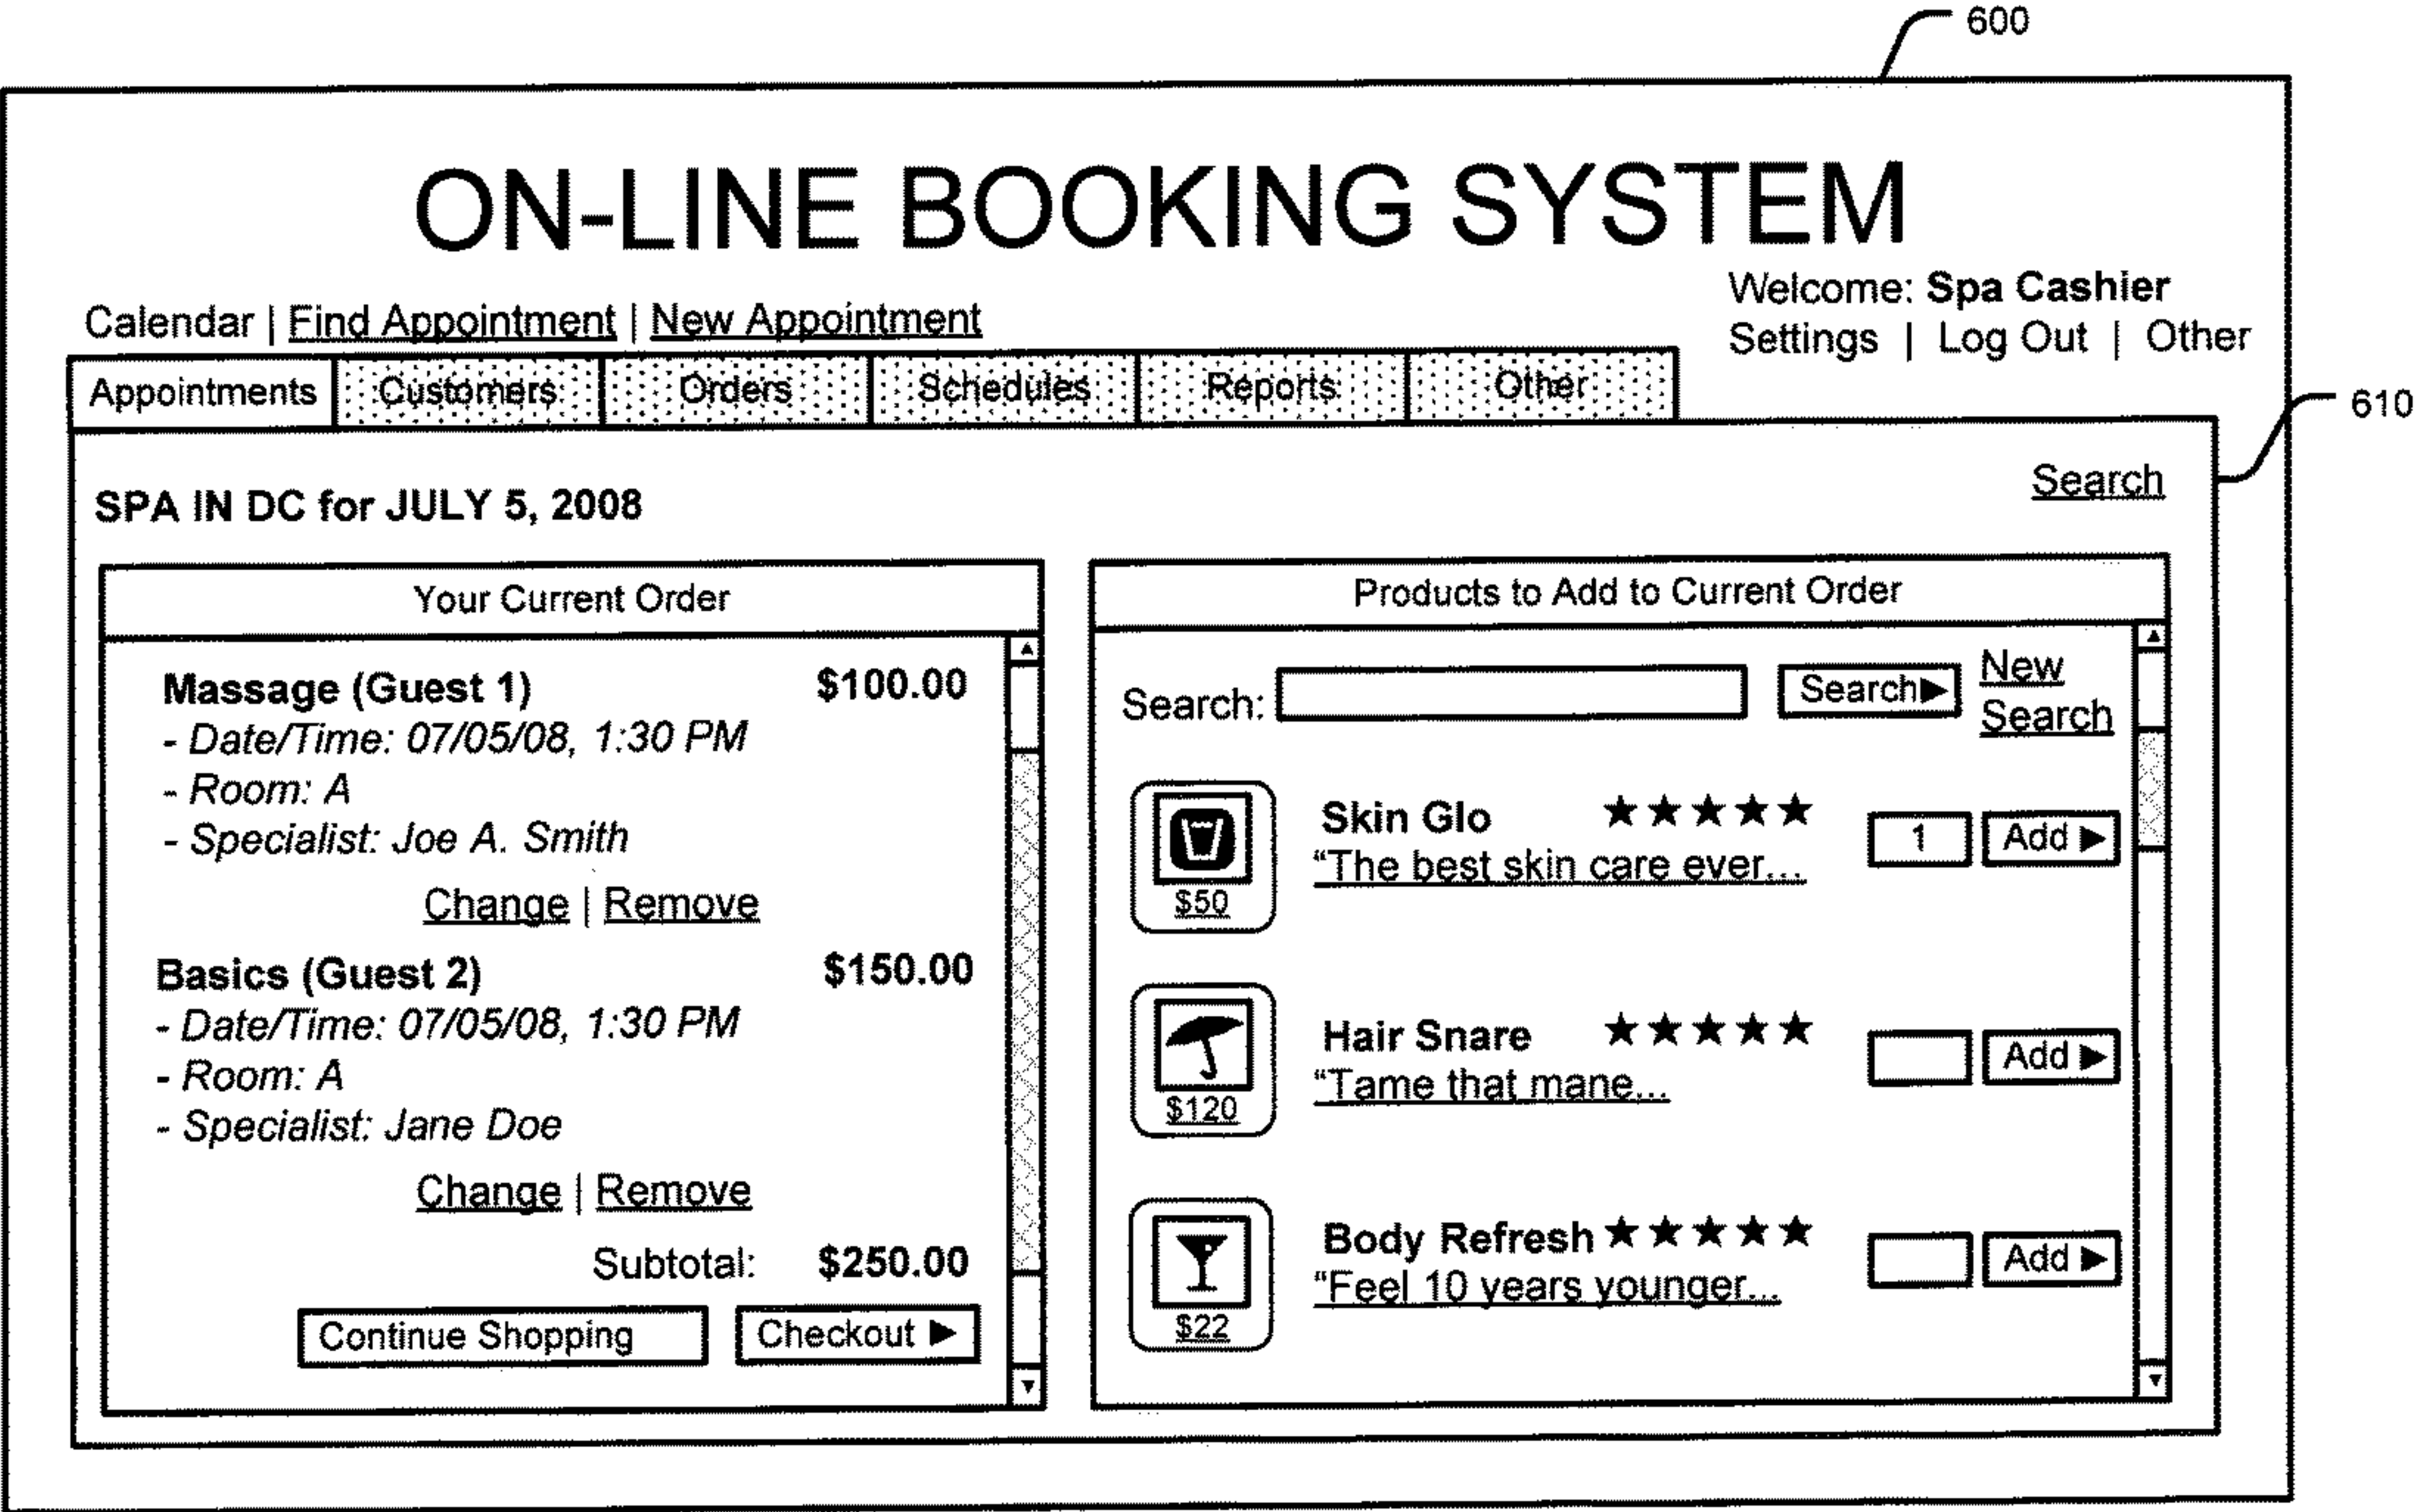 600
ON-LINE BOOKING SYSTEM
Welcome: Spa Cashier
Calendar | Find Appointment | New Appointment
Settings | Log Out | Other
Appointments Customers Orders Schedules Reports Other
610
Search
SPA IN DC for JULY 5, 2008
Your Current Order
Massage (Guest 1) $100.00
- Date/Time: 07/05/08, 1:30 PM
- Room: A
- Specialist: Joe A. Smith
Change | Remove
Basics (Guest 2) $150.00
- Date/Time: 07/05/08, 1:30 PM
- Room: A
- Specialist: Jane Doe
Change | Remove
Subtotal: $250.00
Continue Shopping Checkout ▶
Products to Add to Current Order
Search: Search▶ New
Search
Skin Glo ★★★★★
"The best skin care ever...
1 Add ▶
$50
Hair Snare ★★★★★
"Tame that mane...
Add ▶
$120
Body Refresh ★★★★★
"Feel 10 years younger...
Add ▶
$22